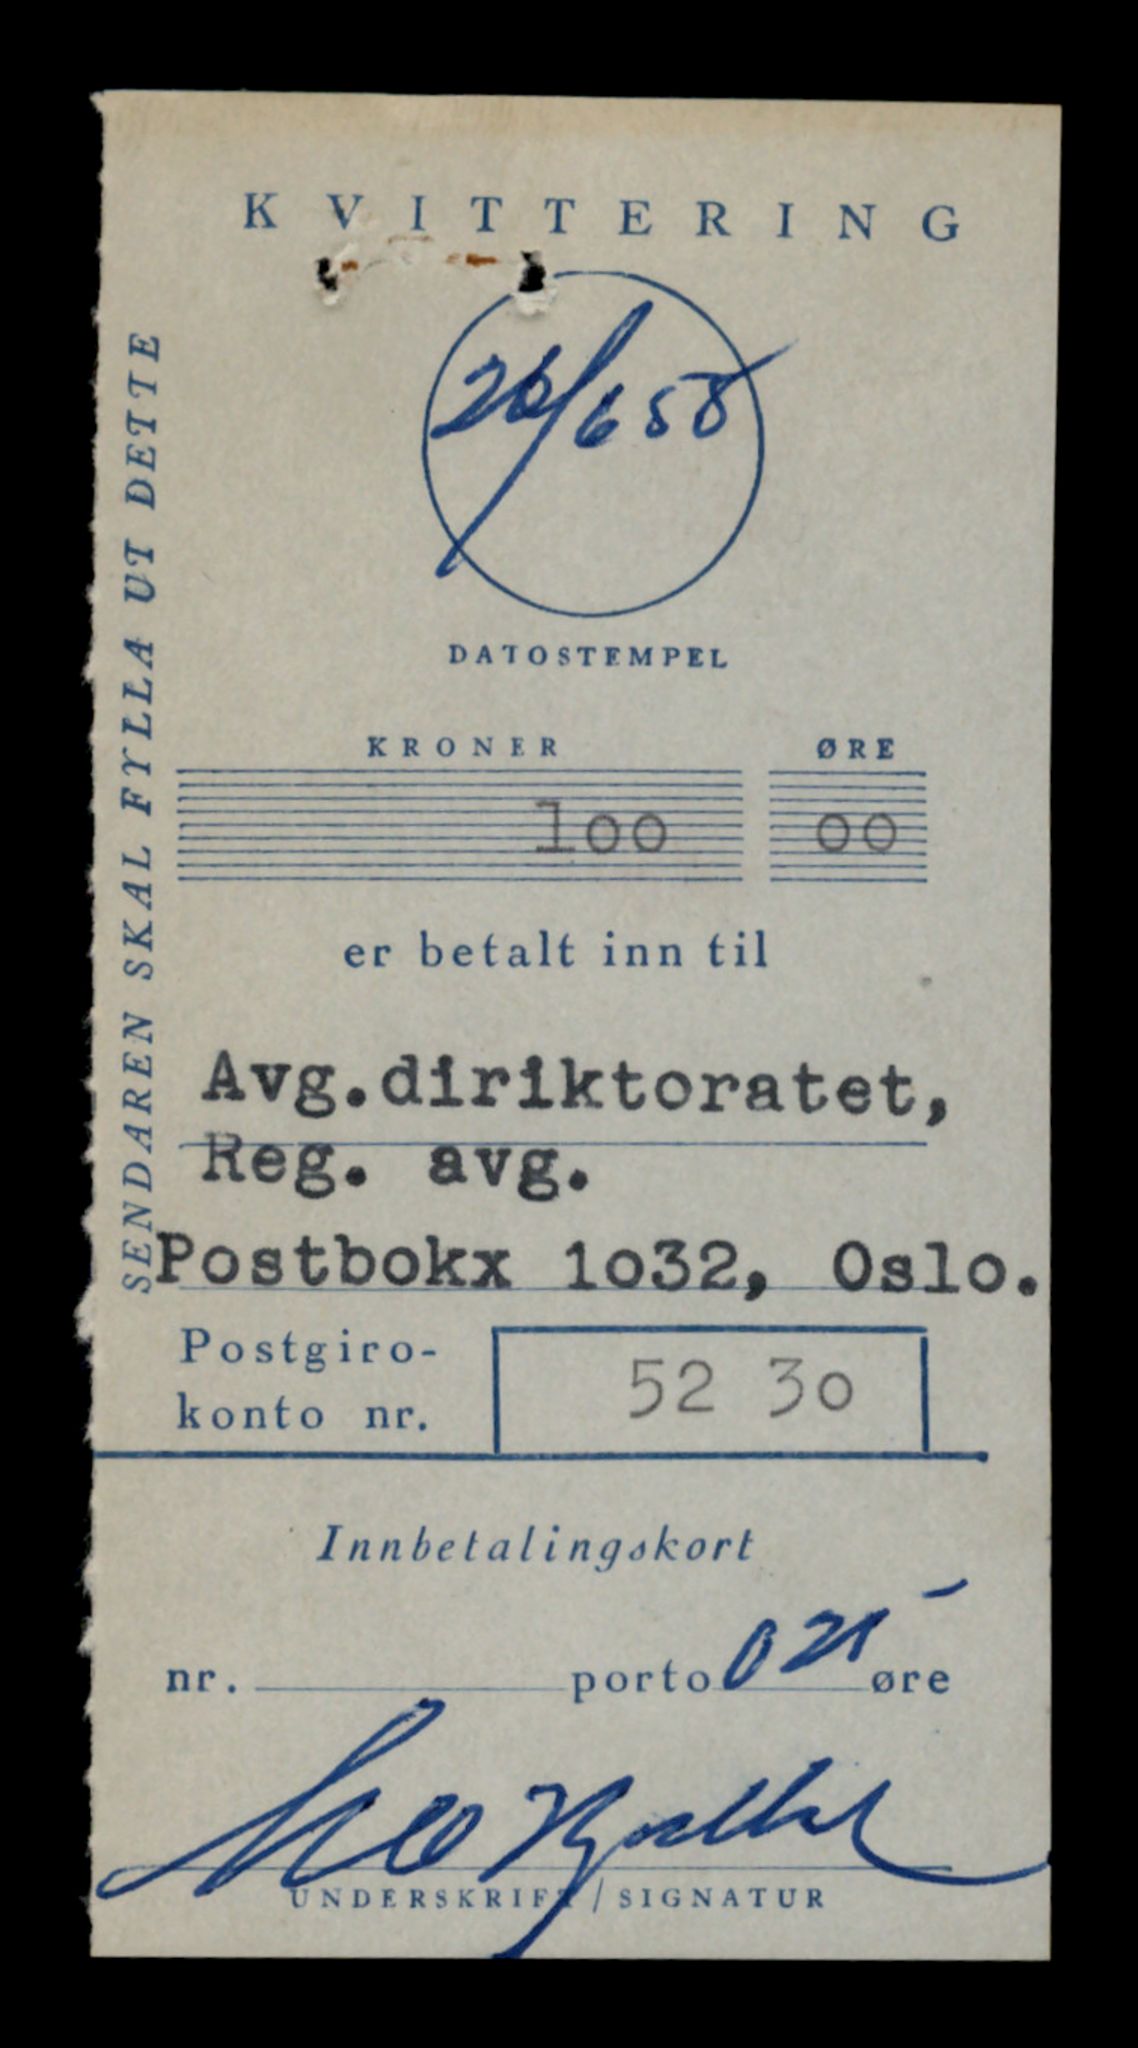 KVITTERING
26/6 58
DATOSTEMPEL
KRONER ØRE
100 00
er betalt inn til
Avg.diriktoratet,
Reg. avg.
Postbokx 1o32, Oslo.
Postgiro-
konto nr.
52 3o
Innbetalingskort
nr. porto 025 øre
UNDERSKRIFT / SIGNATUR
SENDAREN SKAL FYLLA UT DETTE